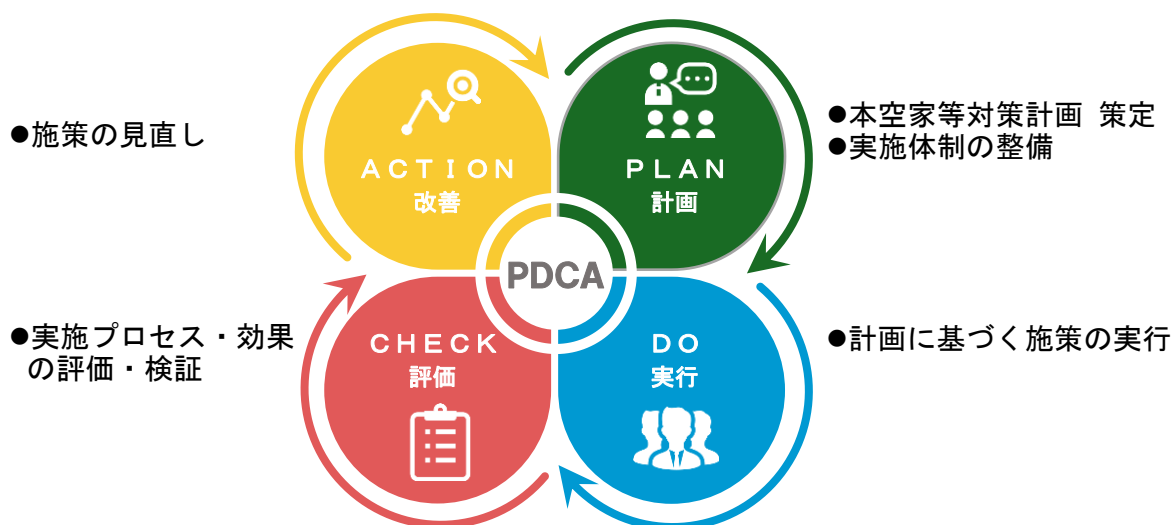 ●施策の見直し
ＡＣＴＩＯＮ
改善
ＰＬＡＮ
計画
●本空家等対策計画 策定
●実施体制の整備
PDCA
●実施プロセス・効果
の評価・検証
ＣＨＥＣＫ
評価
ＤＯ
実行
●計画に基づく施策の実行